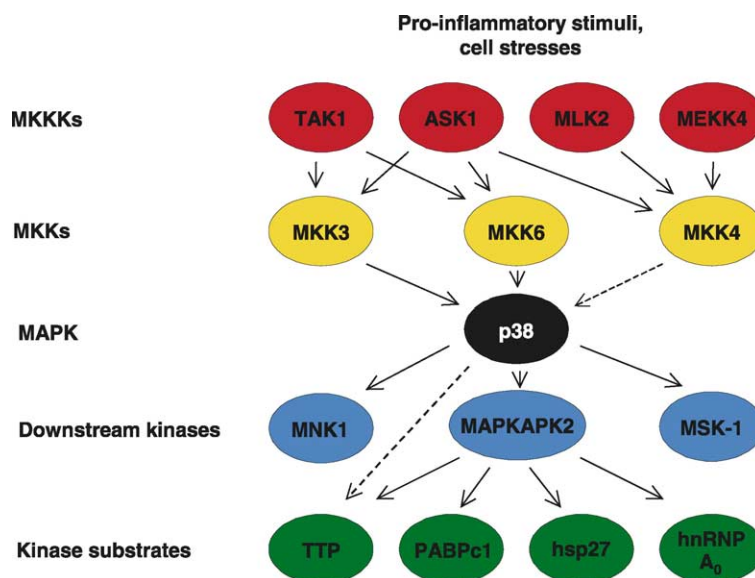 Pro-inflammatory stimuli,
cell stresses
MKKKs
TAK1
ASK1
MLK2
MEKK4
MKKs
MKK3
MKK6
MKK4
MAPK
p38
Downstream kinases
MNK1
MAPKAPK2
MSK-1
Kinase substrates
TTP
PABPc1
hsp27
hnRNP
A₀